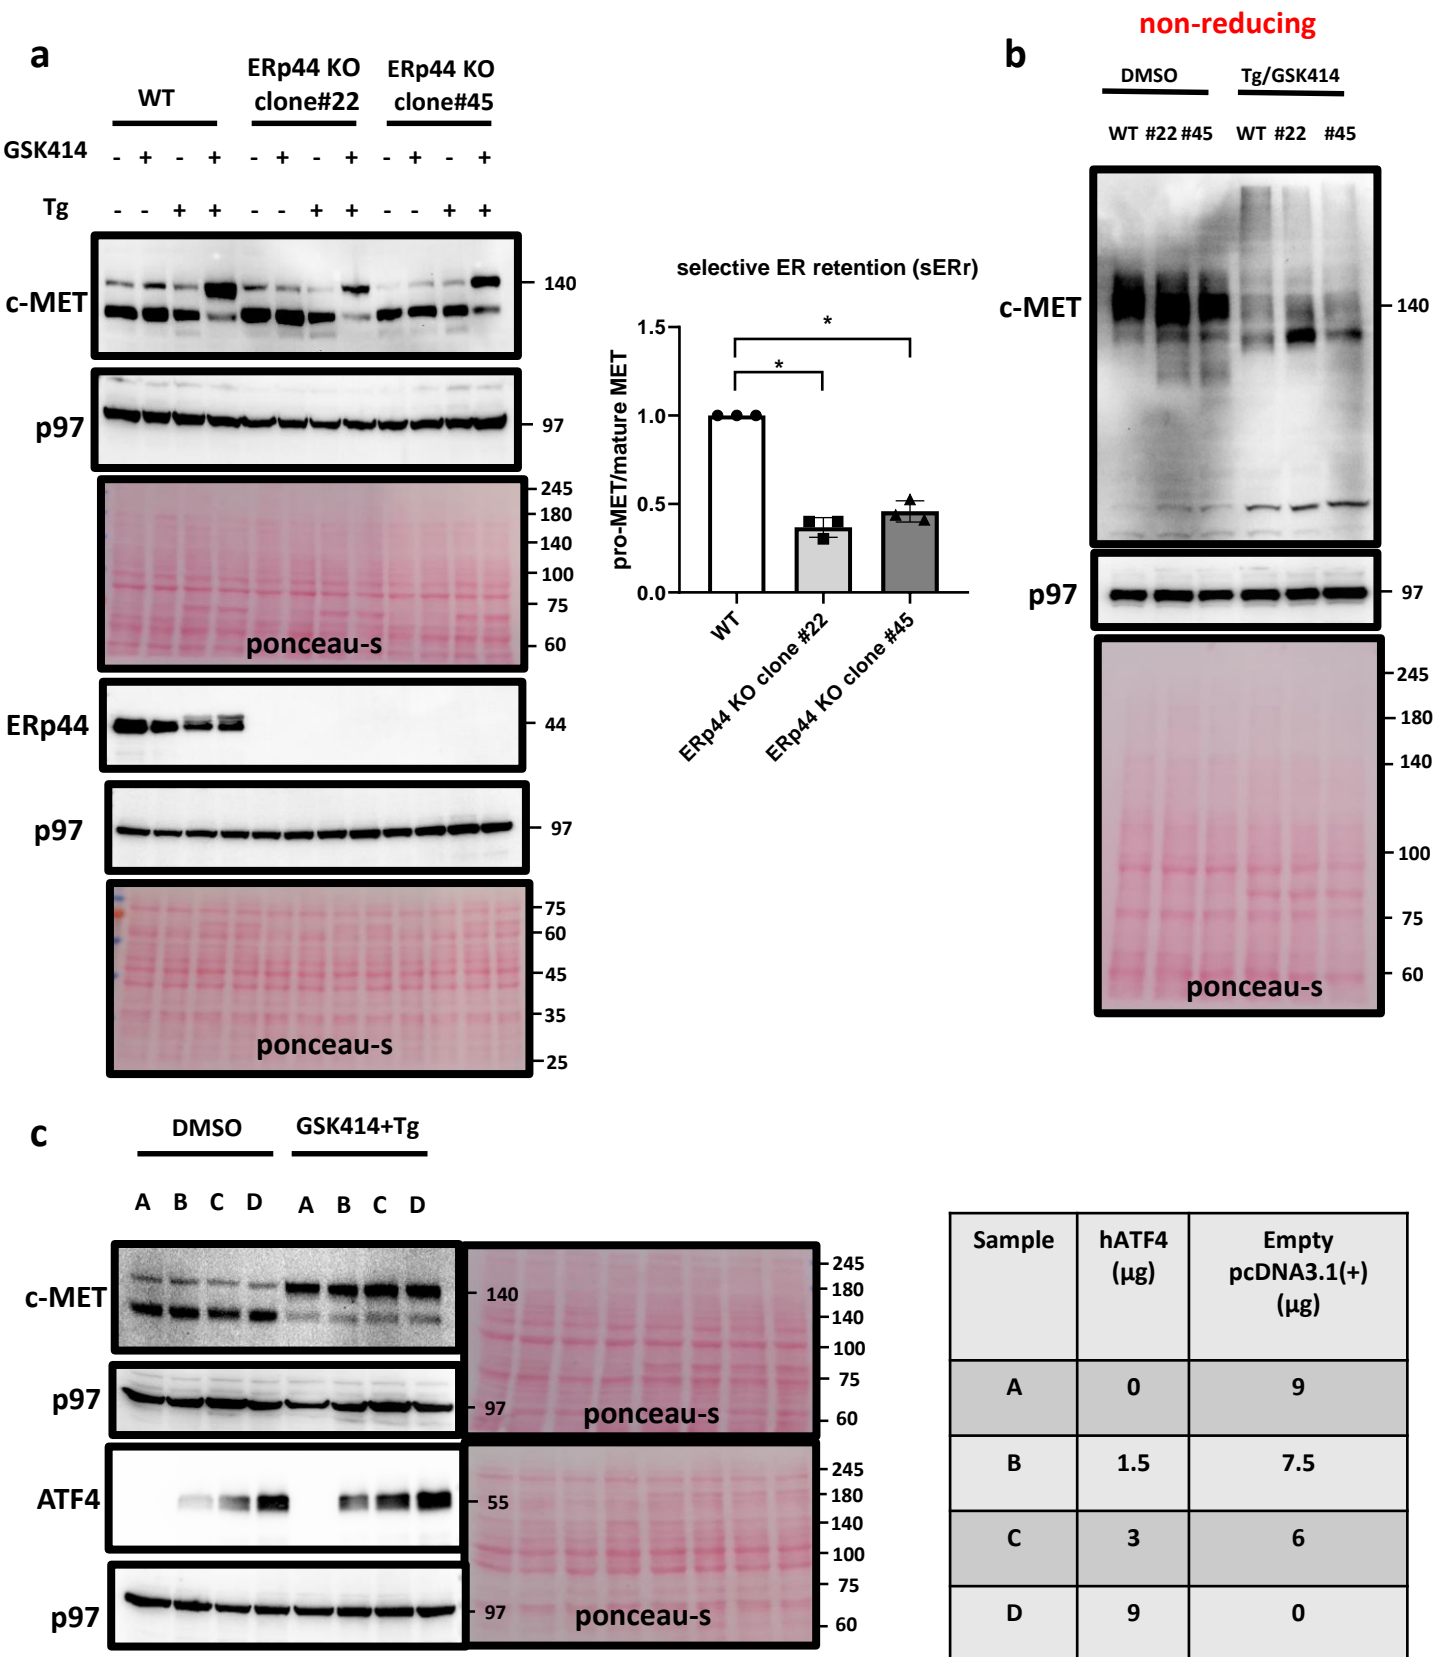 a
WT
ERp44 KO
clone#22
ERp44 KO
clone#45
GSK414 - + - + - + - + - + - +
Tg - - + + - - + + - - + +
c-MET
140
p97
97
245
180
140
100
75
60
ponceau-s
ERp44
44
p97
97
75
60
45
35
25
ponceau-s
selective ER retention (sERr)
pro-MET/mature MET
1.5
1.0
0.5
0.0
*
*
WT
ERp44 KO clone #22
ERp44 KO clone #45
b
non-reducing
DMSO Tg/GSK414
WT #22 #45 WT #22 #45
c-MET
140
p97
97
245
180
140
100
75
60
ponceau-s
c
DMSO GSK414+Tg
A B C D A B C D
c-MET
140
p97
97
ATF4
55
p97
97
245
180
140
100
75
60
ponceau-s
245
180
140
100
75
60
ponceau-s
Sample hATF4 Empty
(µg) pcDNA3.1(+)
(µg)
A 0 9
B 1.5 7.5
C 3 6
D 9 0